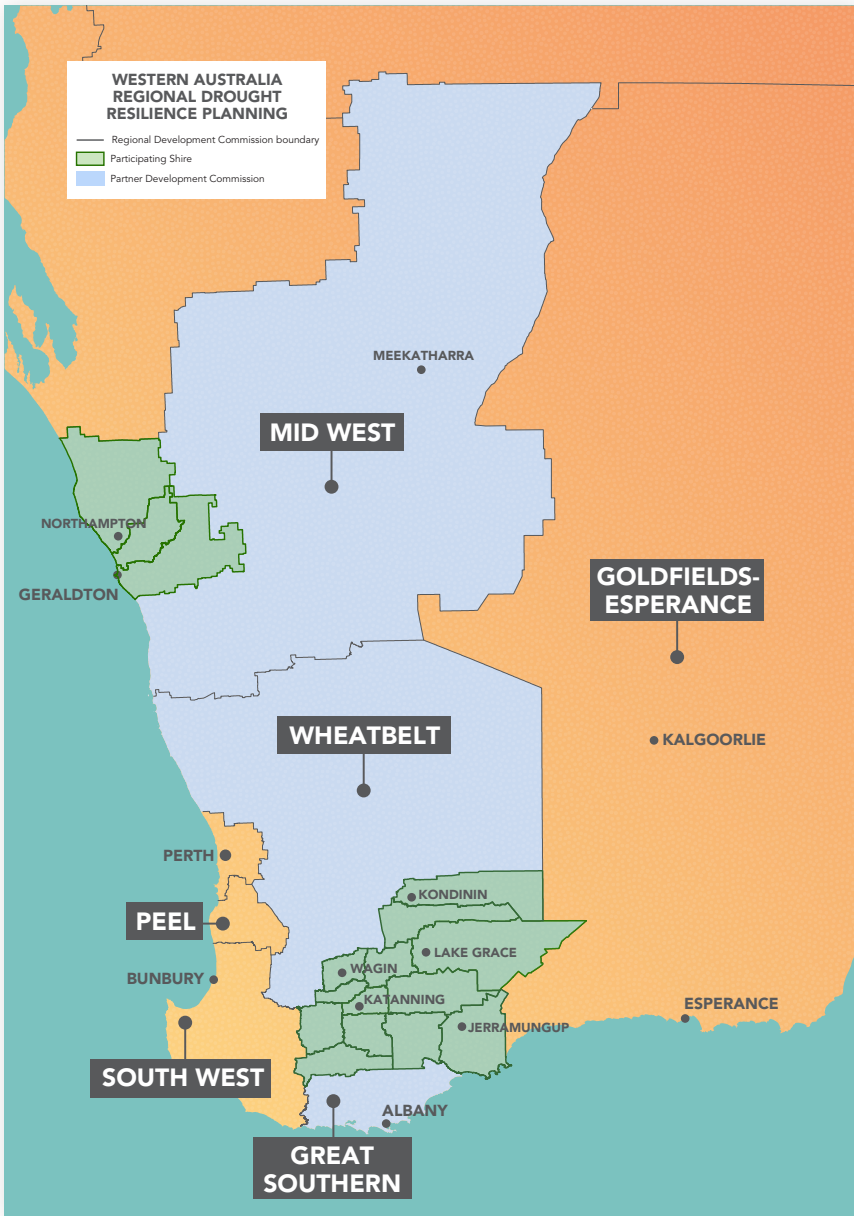 WESTERN AUSTRALIA
REGIONAL DROUGHT
RESILIENCE PLANNING
Regional Development Commission boundary
Participating Shire
Partner Development Commission
MEEKATHARRA
MID WEST
NORTHAMPTON
GERALDTON
GOLDFIELDS-
ESPERANCE
WHEATBELT
KALGOORLIE
PERTH
KONDININ
PEEL
LAKE GRACE
WAGIN
BUNBURY
KATANNING
ESPERANCE
JERRAMUNGUP
SOUTH WEST
ALBANY
GREAT
SOUTHERN